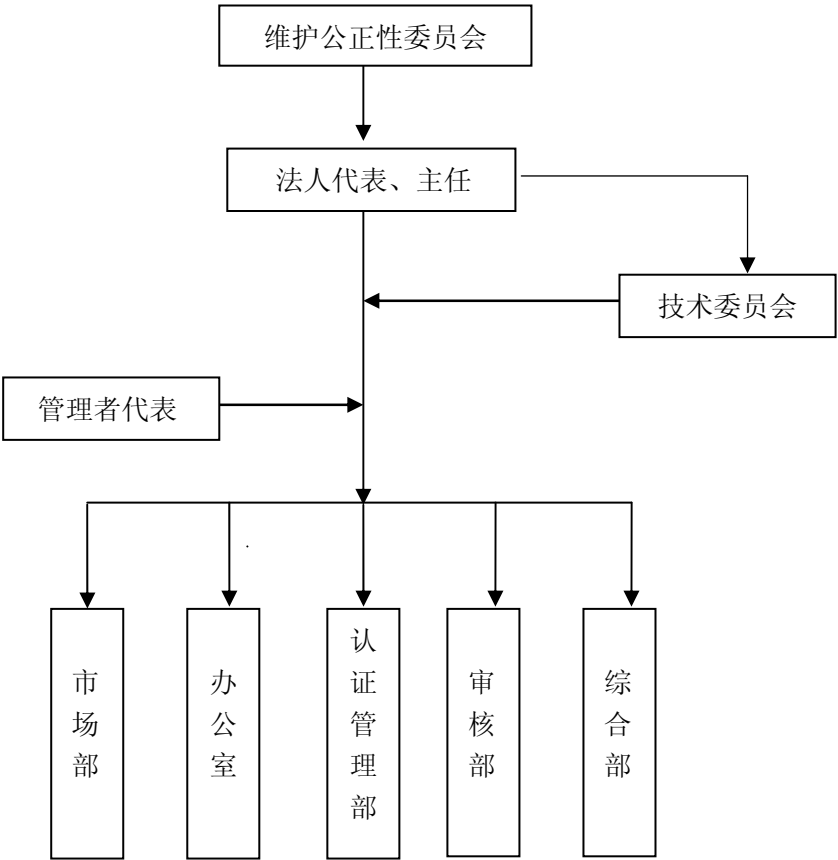 维护公正性委员会
法人代表、主任
技术委员会
管理者代表
市场部
办公室
认证管理部
审核部
综合部